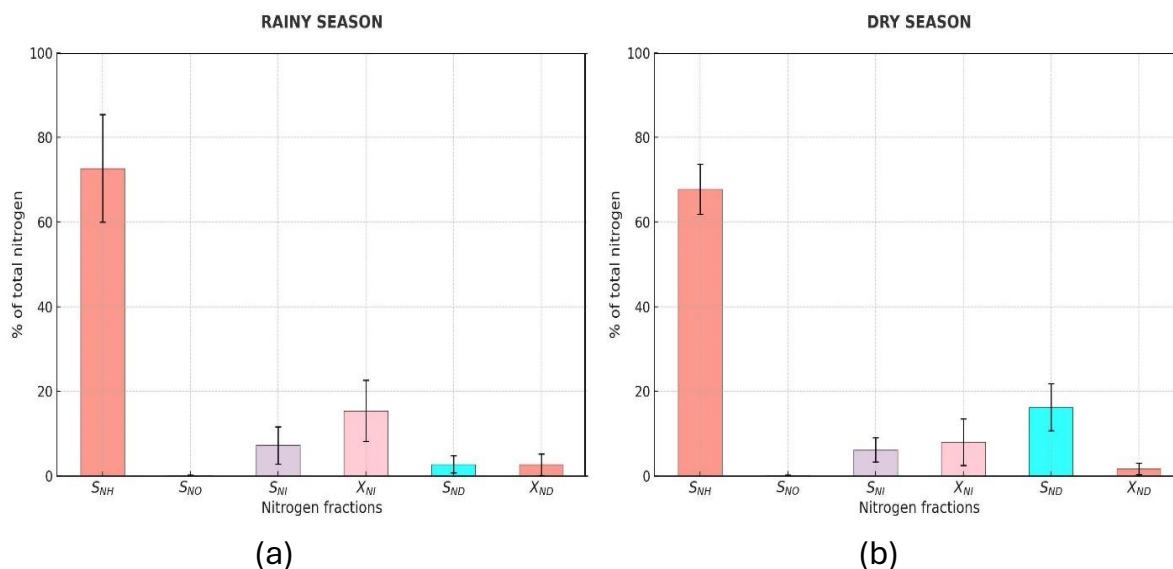 RAINY SEASON
% of total nitrogen
100
80
60
40
20
0
S_NH S_NO S_NI X_NI S_ND X_ND
Nitrogen fractions
(a)
DRY SEASON
% of total nitrogen
100
80
60
40
20
0
S_NH S_NO S_NI X_NI S_ND X_ND
Nitrogen fractions
(b)